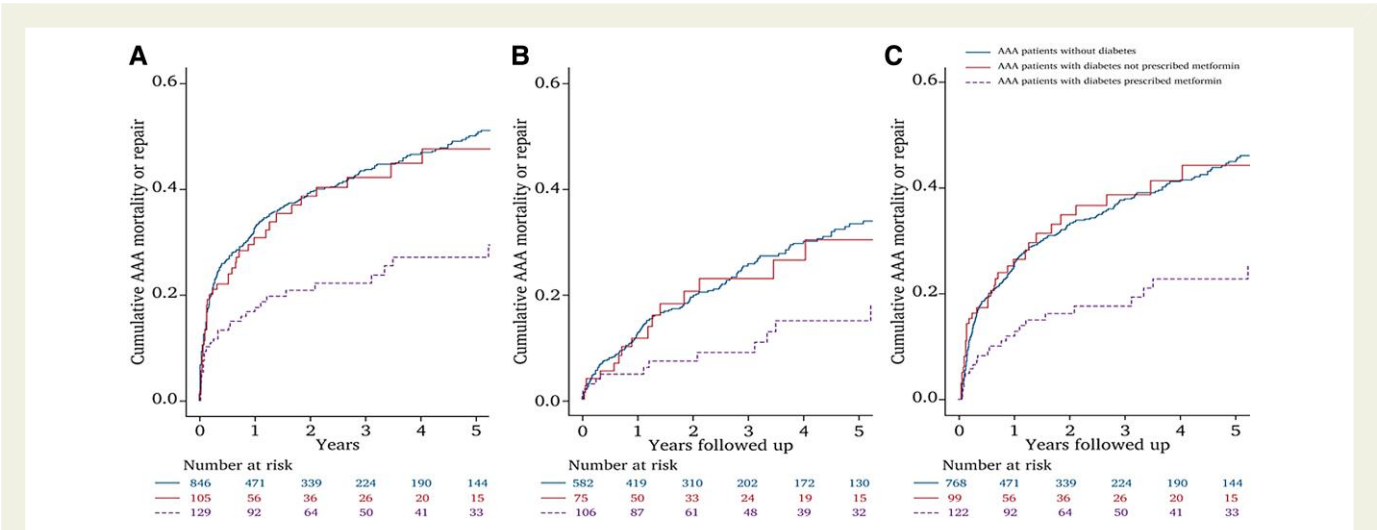 A
B
C
AAA patients without diabetes
AAA patients with diabetes not prescribed metformin
AAA patients with diabetes prescribed metformin
Cumulative AAA mortality or repair
0.6
0.4
0.2
0.0
0 1 2 3 4 5
Years
Cumulative AAA mortality or repair
0.6
0.4
0.2
0.0
0 1 2 3 4 5
Years followed up
Cumulative AAA mortality or repair
0.6
0.4
0.2
0.0
0 1 2 3 4 5
Years followed up
Number at risk
846 471 339 224 190 144
105 56 36 26 20 15
129 92 64 50 41 33
Number at risk
582 419 310 202 172 130
75 50 33 24 19 15
106 87 61 48 39 32
Number at risk
768 471 339 224 190 144
99 56 36 26 20 15
122 92 64 50 41 33